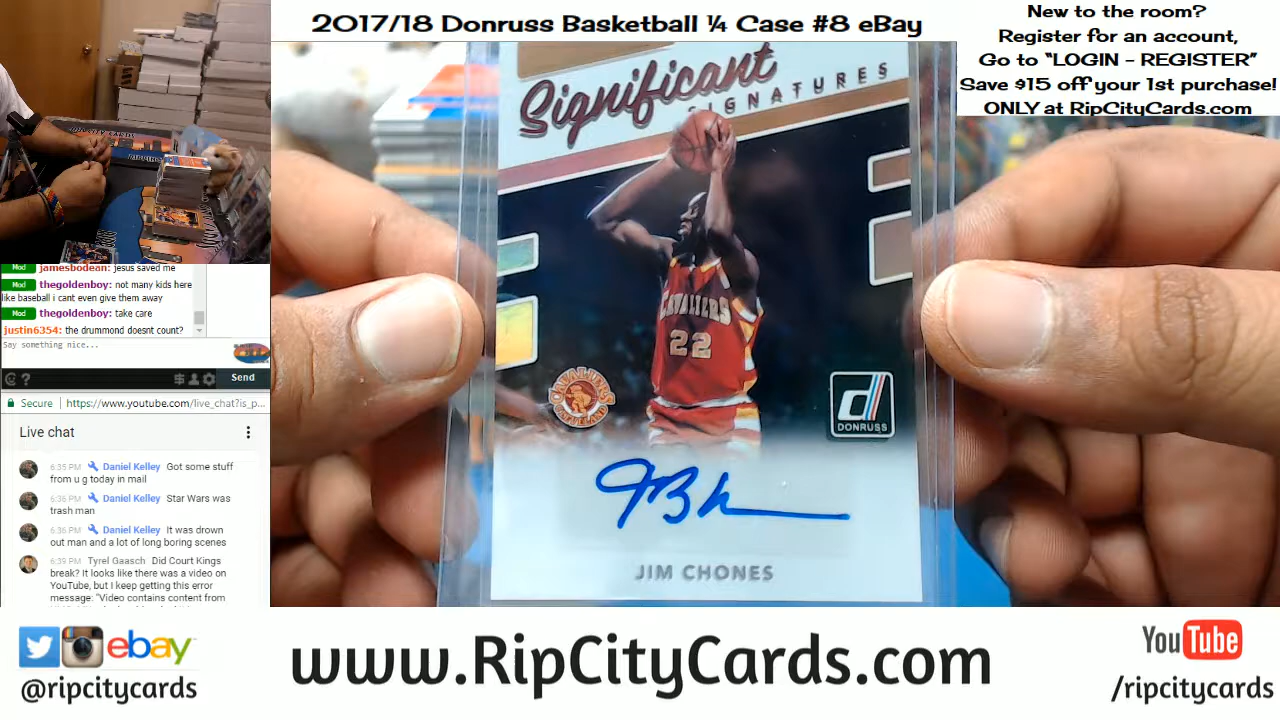 2017/18 Donruss Basketball ¼ Case #8 eBay
New to the room?
Register for an account,
Go to “LOGIN - REGISTER”
Save $15 off your 1st purchase!
ONLY at RipCityCards.com
Significant
SIGNATURES
CAVALIERS
22
CAVALIERS
CLEVELAND
d
DONRUSS
JIM CHONES
Mod jamesbodean: jesus saved me
Mod thegoldenboy: not many kids here
like baseball i cant even give them away
Mod thegoldenboy: take care
justin6354: the drummond doesnt count?
Say something nice...
Send
Secure https://www.youtube.com/live_chat?is_p...
Live chat
6:35 PM Daniel Kelley Got some stuff
from u g today in mail
6:36 PM Daniel Kelley Star Wars was
trash man
6:36 PM Daniel Kelley It was drown
out man and a lot of long boring scenes
6:39 PM Tyrel Gaasch Did Court Kings
break? It looks like there was a video on
YouTube, but I keep getting this error
message: "Video contains content from
ebay
@ripcitycards
www.RipCityCards.com
YouTube
/ripcitycards